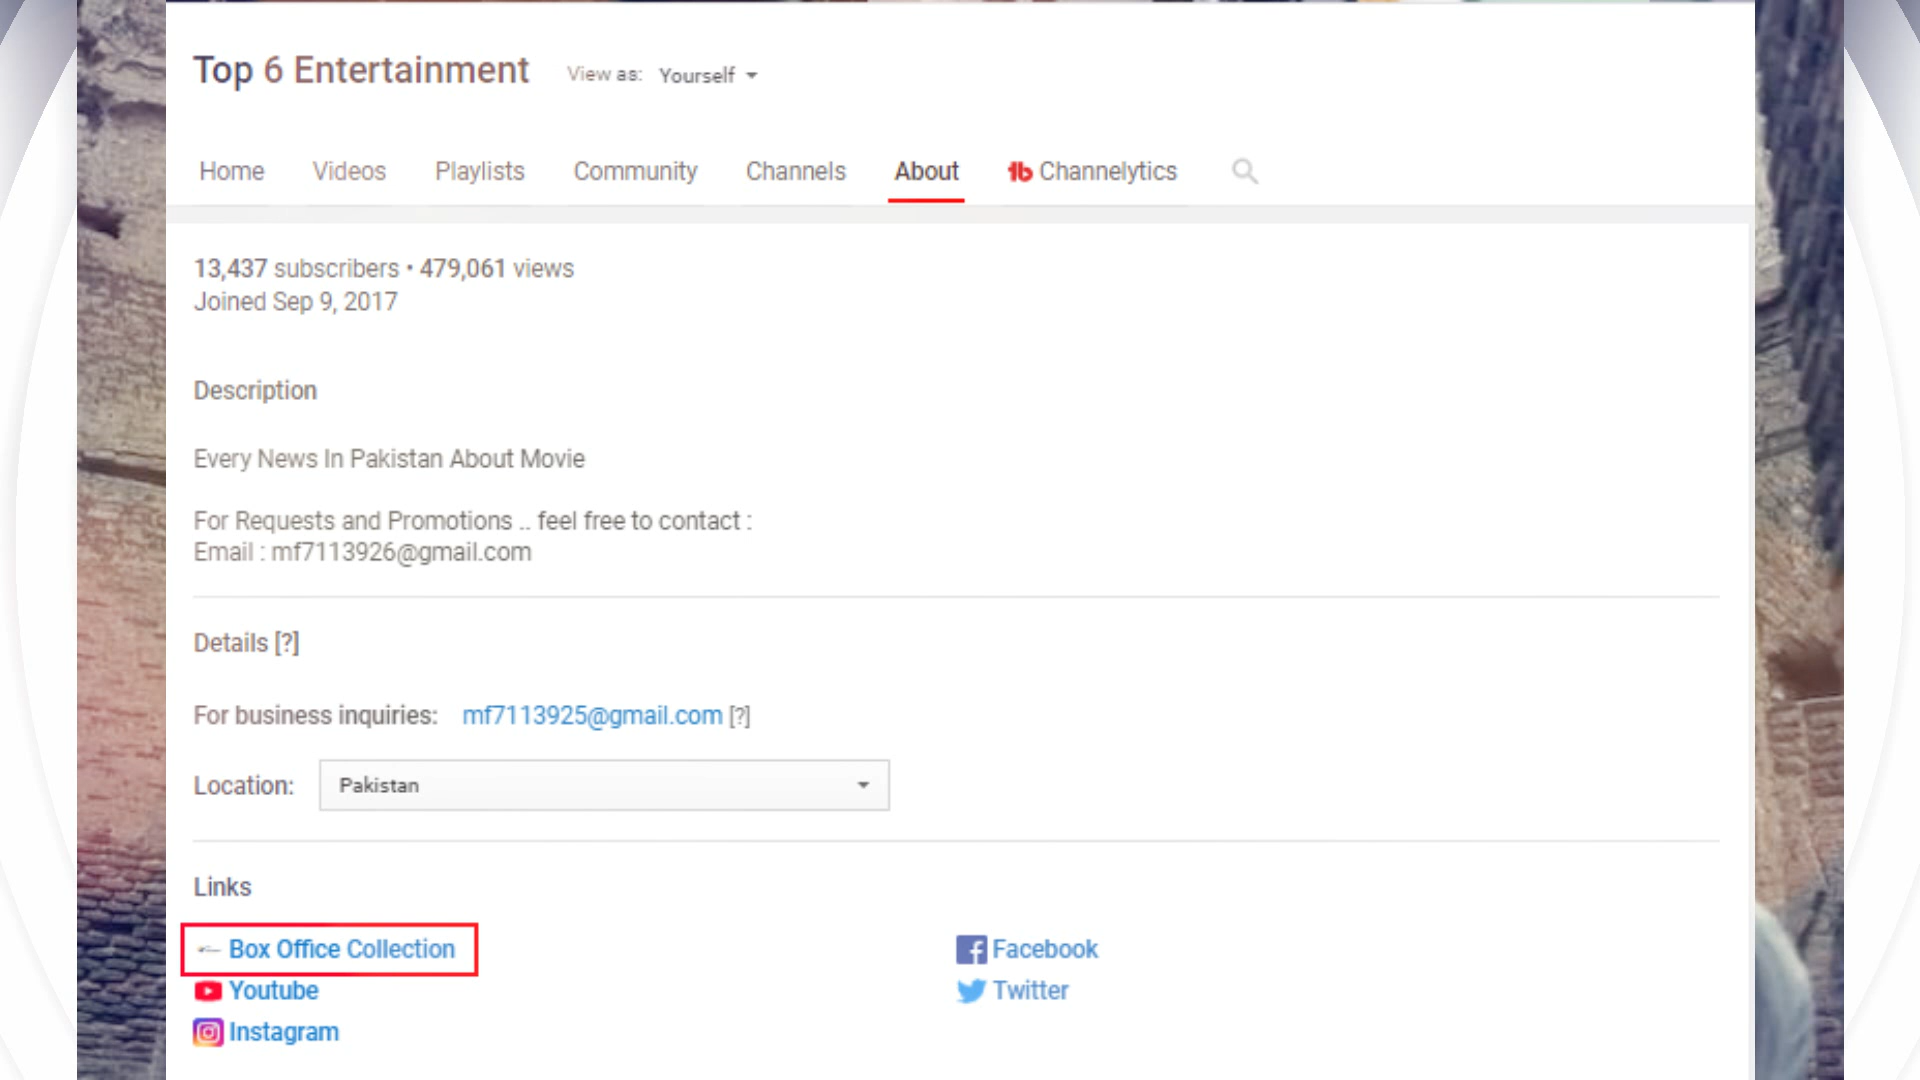 Top 6 Entertainment View as: Yourself
Home Videos Playlists Community Channels About Channelytics
13,437 subscribers • 479,061 views
Joined Sep 9, 2017
Description
Every News In Pakistan About Movie
For Requests and Promotions .. feel free to contact :
Email : mf7113926@gmail.com
Details [?]
For business inquiries: mf7113925@gmail.com [?]
Location: Pakistan
Links
Box Office Collection Facebook
Youtube Twitter
Instagram